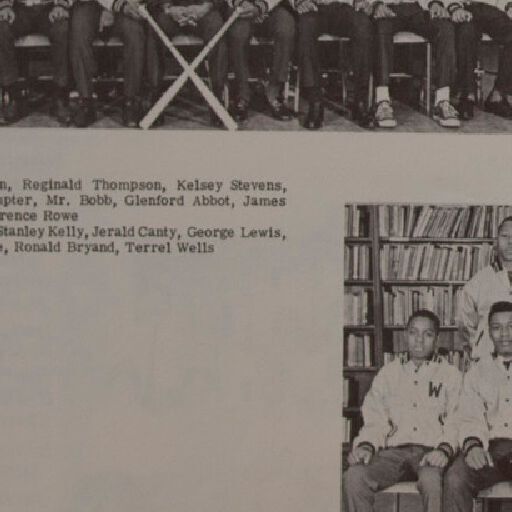 n, Reginald Thompson, Kelsey Stevens,
apter, Mr. Bobb, Glenford Abbot, James
rence Rowe
Stanley Kelly, Jerald Canty, George Lewis,
e, Ronald Bryand, Terrel Wells
W